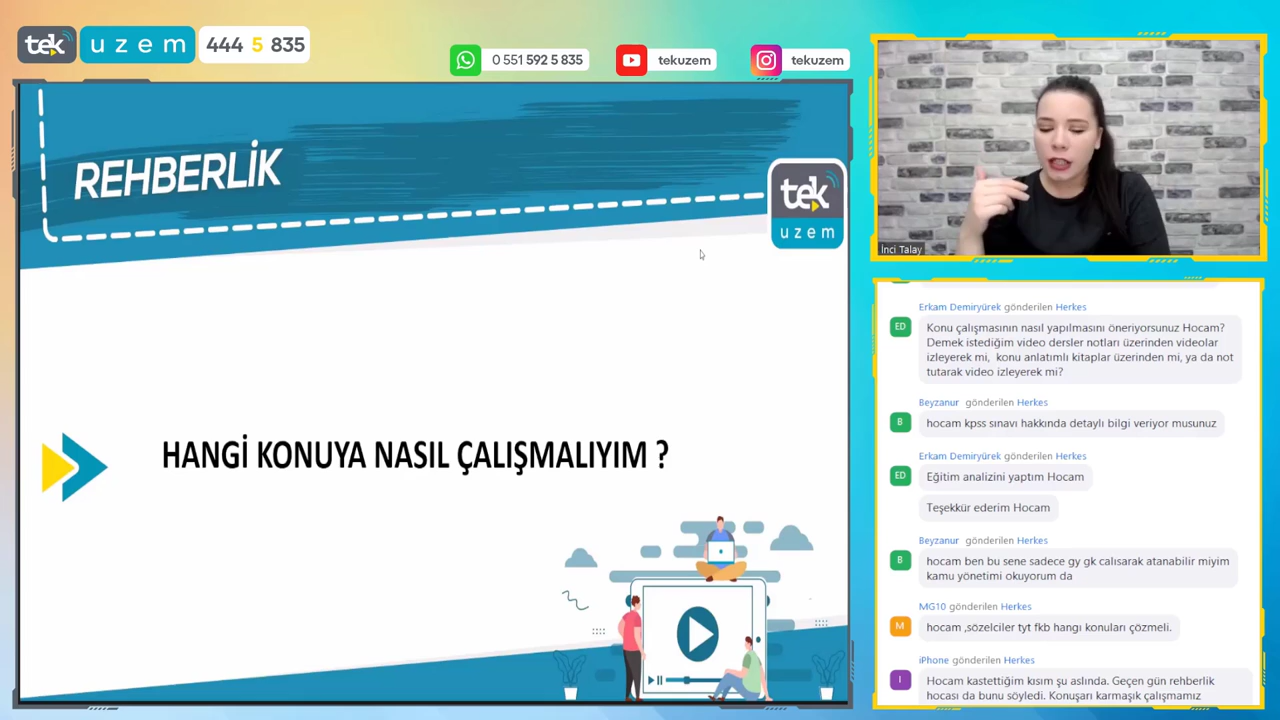 tek
uzem
444 5 835
0 551 592 5 835
tekuzem
tekuzem
REHBERLİK
tek
uzem
HANGİ KONUYA NASIL ÇALIŞMALIYIM ?
İnci Talay
Erkam Demiryürek gönderilen Herkes
ED
Konu çalışmasının nasıl yapılmasını öneriyorsunuz Hocam?
Demek istediğim video dersler notları üzerinden videolar
izleyerek mi, konu anlatımlı kitaplar üzerinden mi, ya da not
tutarak video izleyerek mi?
Beyzanur gönderilen Herkes
B
hocam kpss sınavı hakkında detaylı bilgi veriyor musunuz
Erkam Demiryürek gönderilen Herkes
ED
Eğitim analizini yaptım Hocam
Teşekkür ederim Hocam
Beyzanur gönderilen Herkes
B
hocam ben bu sene sadece gy gk calısarak atanabilir miyim
kamu yönetimi okuyorum da
MG10 gönderilen Herkes
M
hocam ,sözelciler tyt fkb hangı konuları çözmeli.
iPhone gönderilen Herkes
I
Hocam kastettiğim kısım şu aslında. Geçen gün rehberlik
hocası da bunu söyledi. Konuşarı karmaşık çalışmamız